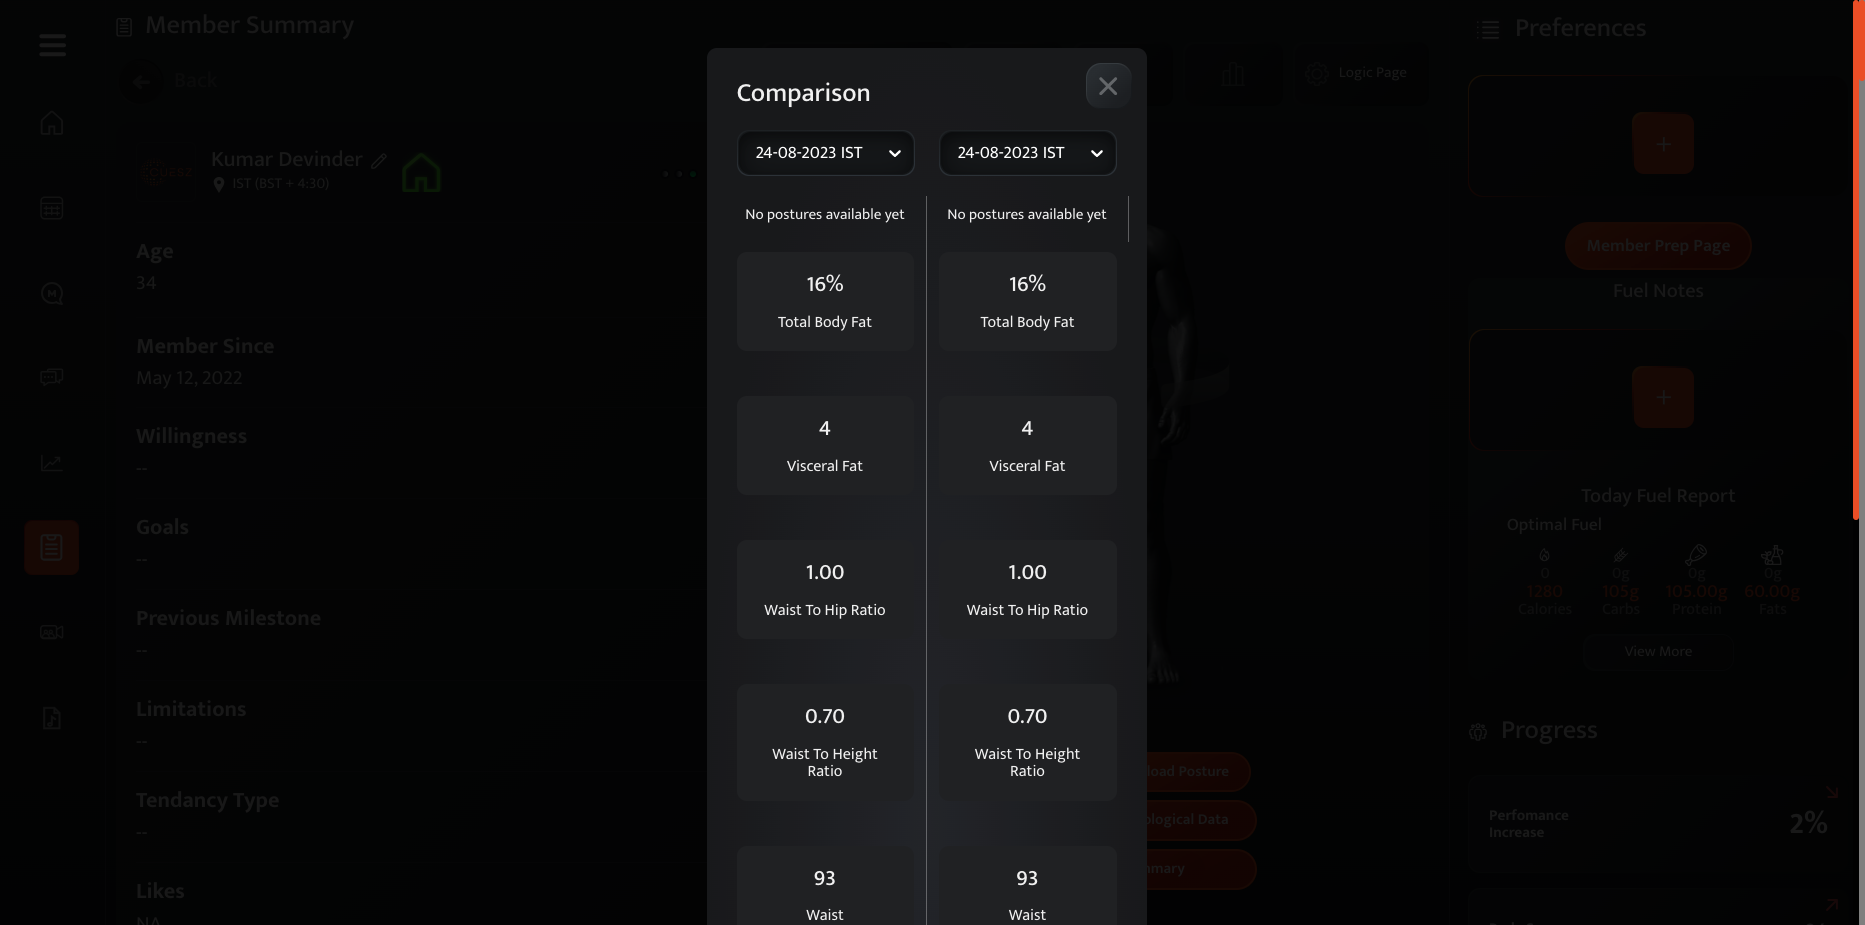 Member Summary
Back
Kumar Devinder
IST (BST + 4:30)
Age
34
Member Since
May 12, 2022
Willingness
--
Goals
--
Previous Milestone
--
Limitations
--
Tendancy Type
--
Likes
NA
Comparison
24-08-2023 IST
24-08-2023 IST
No postures available yet
No postures available yet
16%
Total Body Fat
16%
Total Body Fat
4
Visceral Fat
4
Visceral Fat
1.00
Waist To Hip Ratio
1.00
Waist To Hip Ratio
0.70
Waist To Height
Ratio
0.70
Waist To Height
Ratio
93
Waist
93
Waist
Logic Page
load Posture
ological Data
mary
Preferences
+
Member Prep Page
Fuel Notes
+
Today Fuel Report
Optimal Fuel
0
0g
0g
0g
1280
105g
105.00g
60.00g
Calories
Carbs
Protein
Fats
View More
Progress
Perfomance
Increase
2%